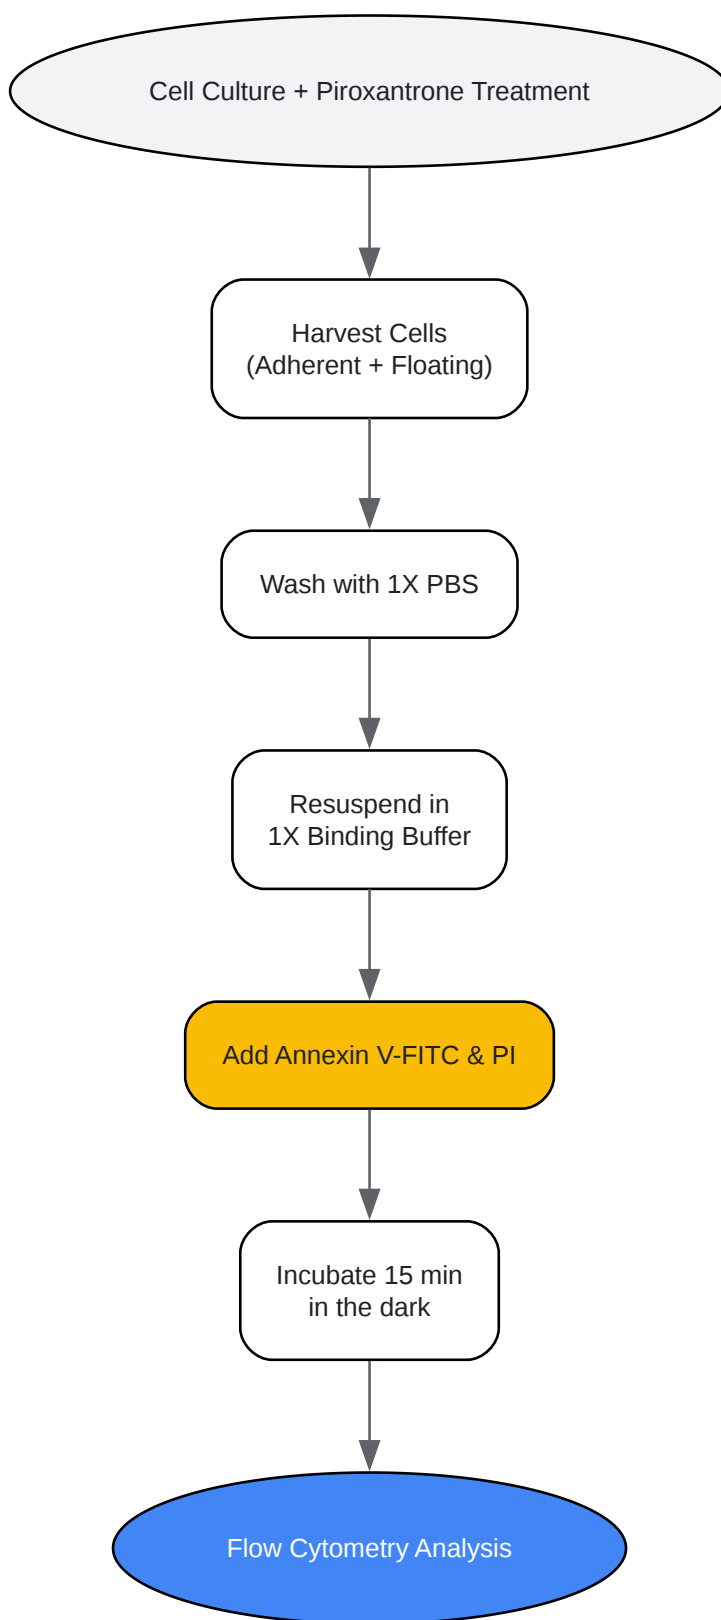 Cell Culture + Piroxantrone Treatment
Harvest Cells
(Adherent + Floating)
Wash with 1X PBS
Resuspend in
1X Binding Buffer
Add Annexin V-FITC & PI
Incubate 15 min
in the dark
Flow Cytometry Analysis